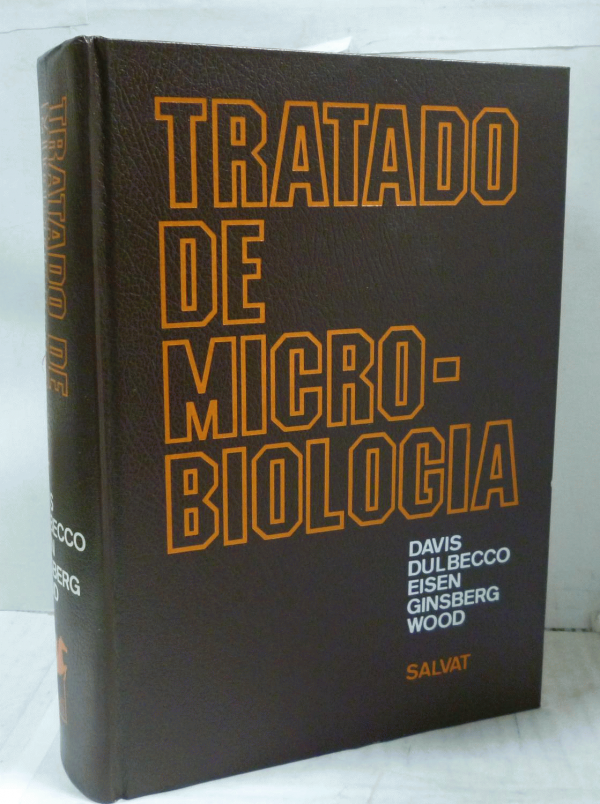 TRATADO
DE
MICRO-
BIOLOGIA
DAVIS
DULBECCO
EISEN
GINSBERG
WOOD
SALVAT
TRATADO DE